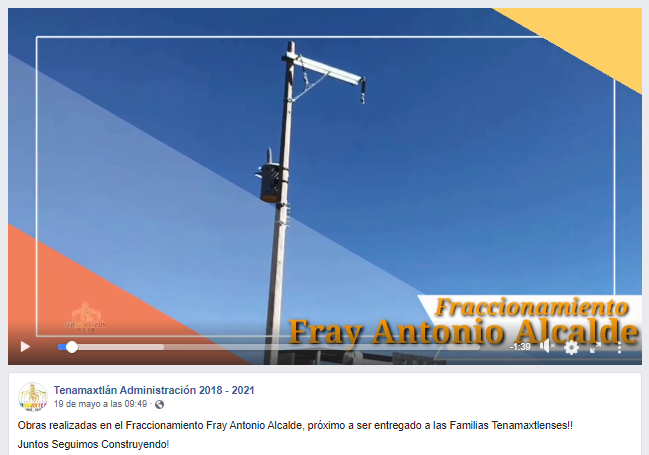 Fraccionamiento
Fray Antonio Alcalde
-1:39
Tenamaxtlán Administración 2018 - 2021
19 de mayo a las 09:49 ·
Obras realizadas en el Fraccionamiento Fray Antonio Alcalde, próximo a ser entregado a las Familias Tenamaxtlenses!!
Juntos Seguimos Construyendo!